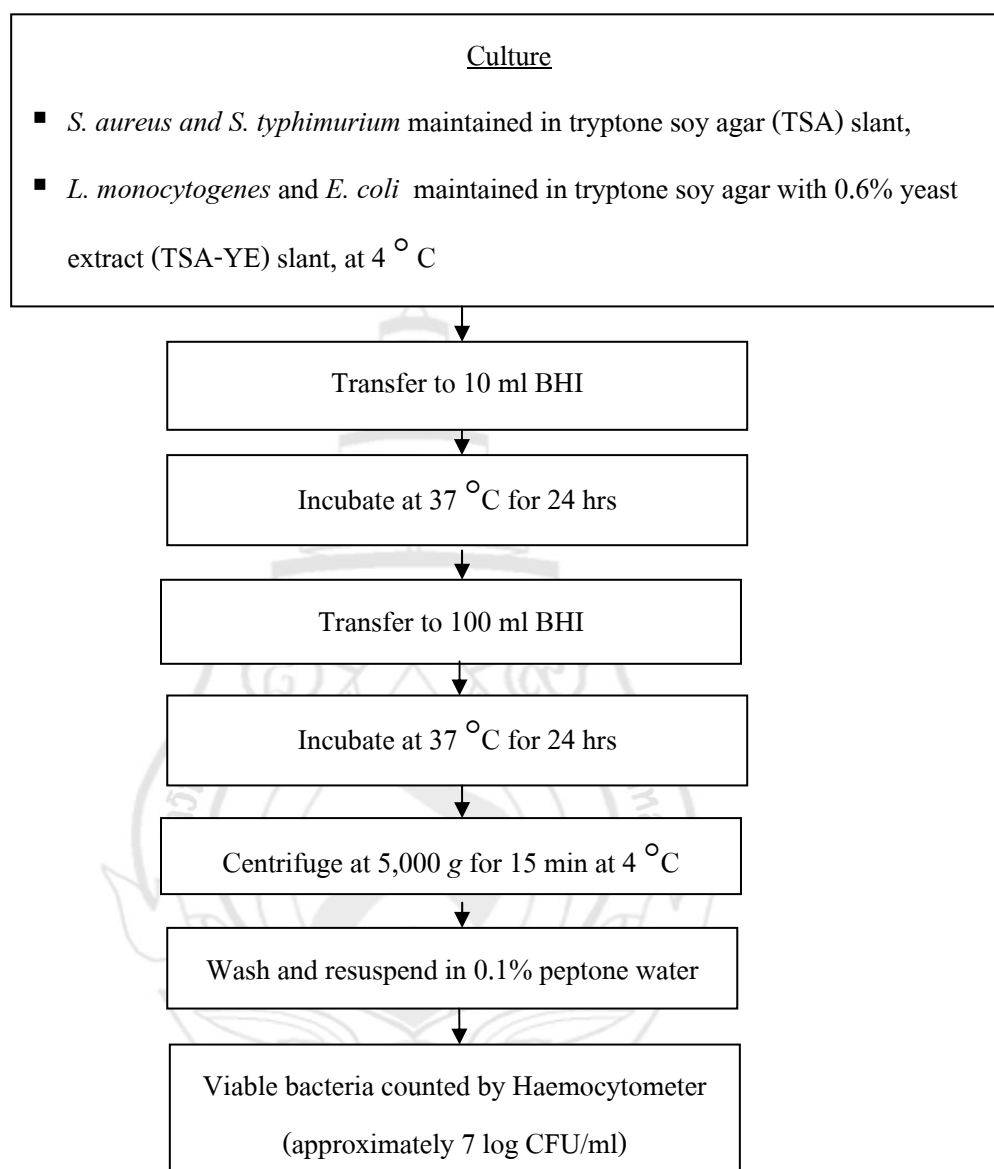 Culture
▪ S. aureus and S. typhimurium maintained in tryptone soy agar (TSA) slant,
▪ L. monocytogenes and E. coli maintained in tryptone soy agar with 0.6% yeast
extract (TSA-YE) slant, at 4 ° C
Transfer to 10 ml BHI
Incubate at 37 °C for 24 hrs
Transfer to 100 ml BHI
Incubate at 37 °C for 24 hrs
Centrifuge at 5,000 g for 15 min at 4 °C
Wash and resuspend in 0.1% peptone water
Viable bacteria counted by Haemocytometer
(approximately 7 log CFU/ml)